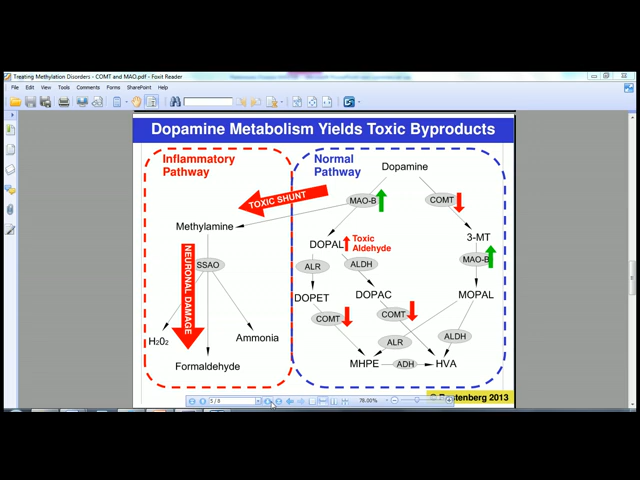 Treating Methylation Disorders - COMT and MAO.pdf - Foxit Reader
File Edit View Tools Comments Forms SharePoint Help
Dopamine Metabolism Yields Toxic Byproducts
Inflammatory
Pathway
Normal
Pathway
Dopamine
TOXIC SHUNT
MAO-B
COMT
Methylamine
3-MT
DOPAL
Toxic
Aldehyde
MAO-B
SSAO
ALR
ALDH
NEURONAL DAMAGE
DOPET
DOPAC
MOPAL
COMT
COMT
H2O2
Ammonia
ALR
ALDH
Formaldehyde
MHPE
ADH
HVA
5 / 8
78.00%
2013